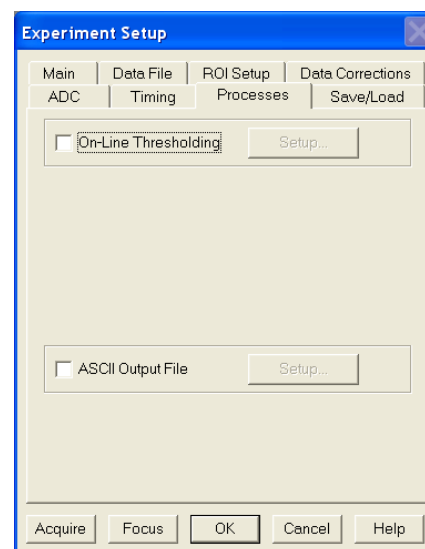 Experiment Setup
Main Data File ROI Setup Data Corrections
ADC Timing Processes Save/Load
On-Line Thresholding Setup...
ASCII Output File Setup...
Acquire Focus OK Cancel Help